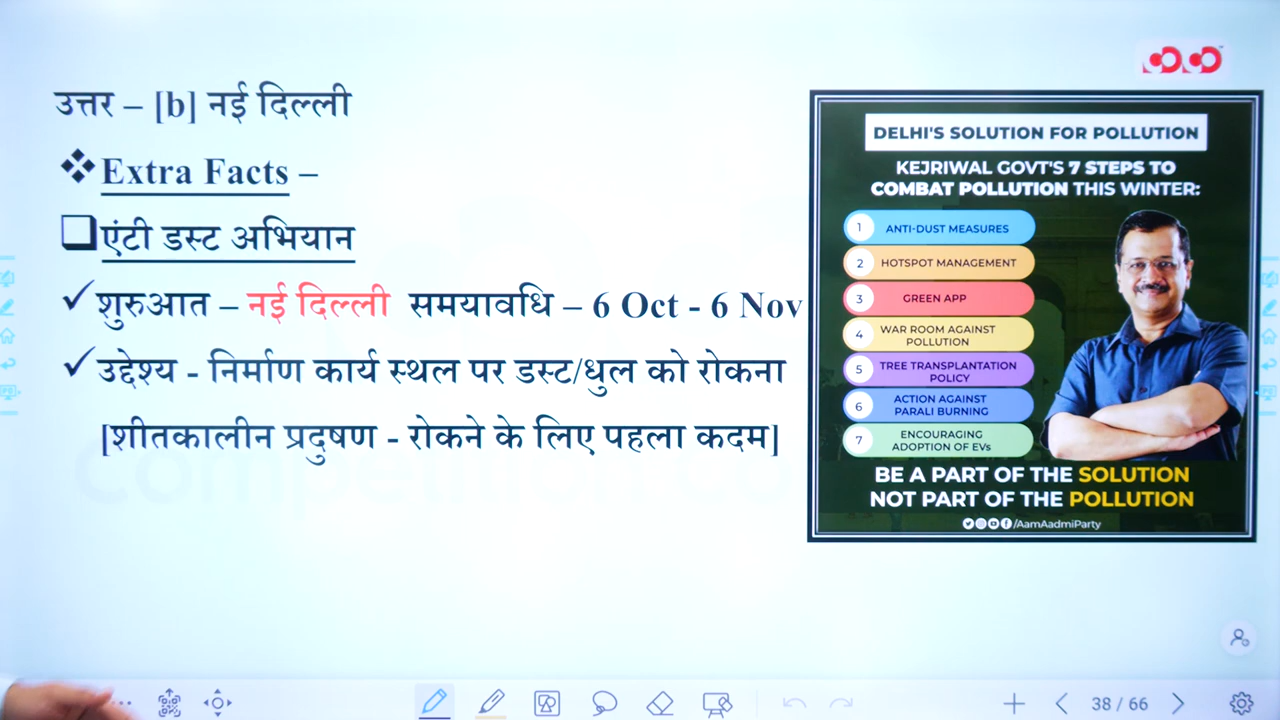 उत्तर – [b] नई दिल्ली
Extra Facts –
एंटी डस्ट अभियान
शुरुआत – नई दिल्ली समयावधि – 6 Oct - 6 Nov
उद्देश्य - निर्माण कार्य स्थल पर डस्ट/धुल को रोकना
[शीतकालीन प्रदुषण - रोकने के लिए पहला कदम]
DELHI'S SOLUTION FOR POLLUTION
KEJRIWAL GOVT'S 7 STEPS TO
COMBAT POLLUTION THIS WINTER:
1 ANTI-DUST MEASURES
2 HOTSPOT MANAGEMENT
3 GREEN APP
4 WAR ROOM AGAINST
POLLUTION
5 TREE TRANSPLANTATION
POLICY
6 ACTION AGAINST
PARALI BURNING
7 ENCOURAGING
ADOPTION OF EVs
BE A PART OF THE SOLUTION
NOT PART OF THE POLLUTION
/AamAadmiParty
38 / 66